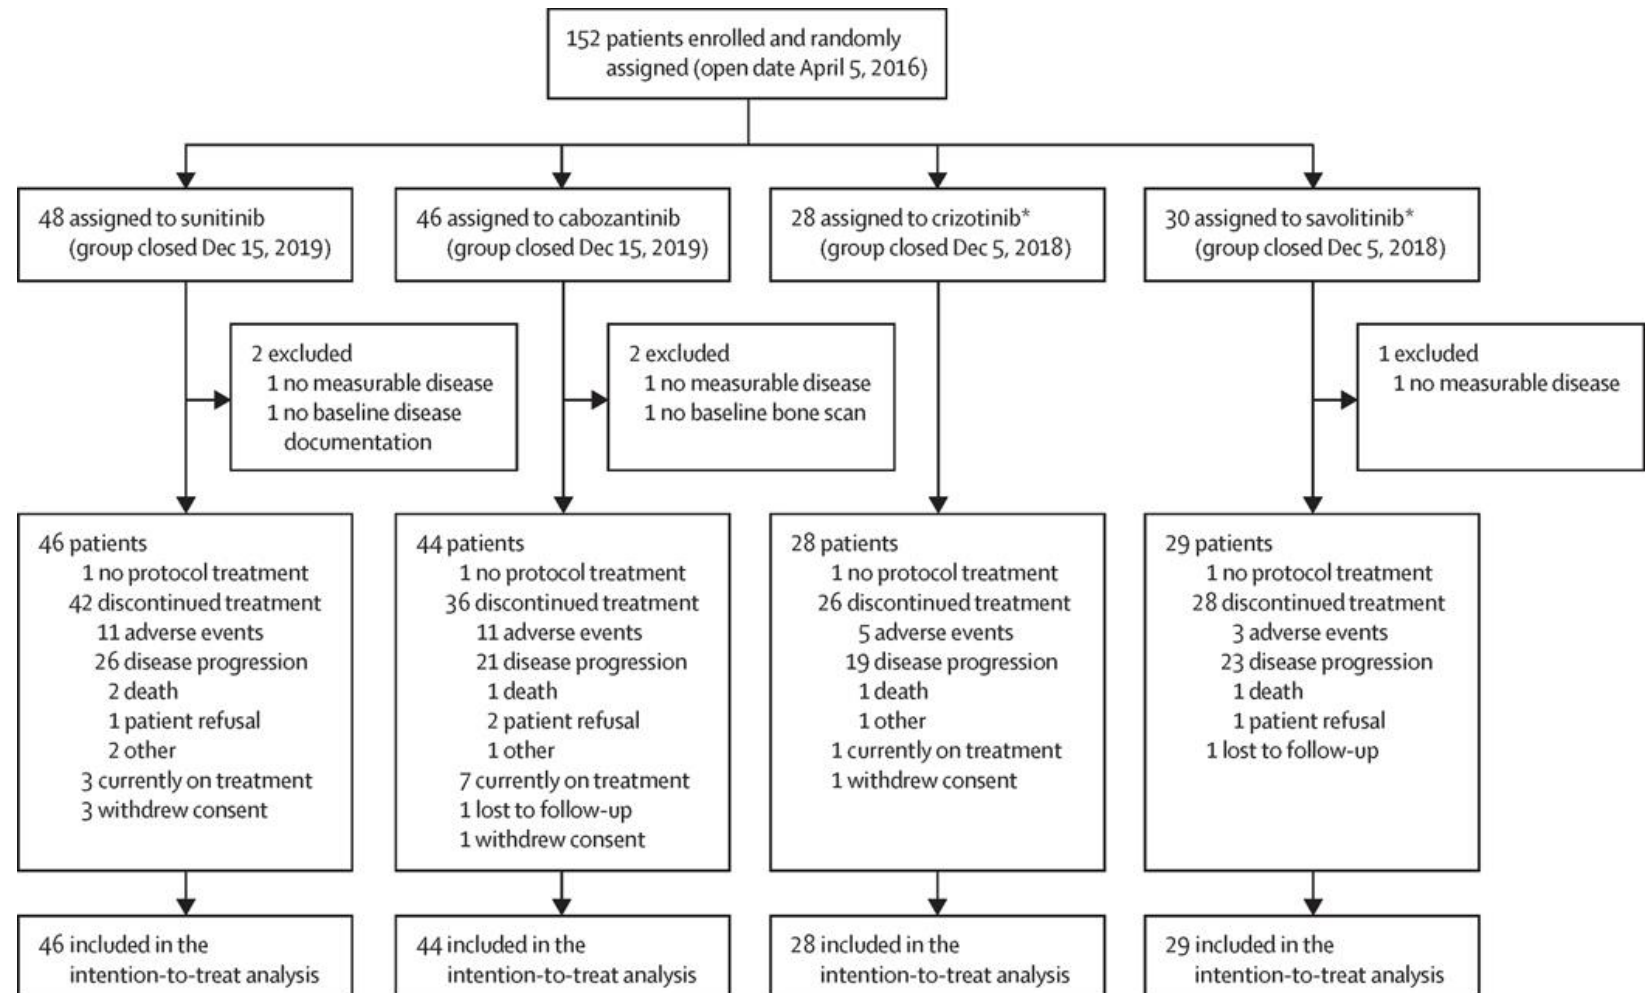 152 patients enrolled and randomly
assigned (open date April 5, 2016)
48 assigned to sunitinib
(group closed Dec 15, 2019)
46 assigned to cabozantinib
(group closed Dec 15, 2019)
28 assigned to crizotinib*
(group closed Dec 5, 2018)
30 assigned to savolitinib*
(group closed Dec 5, 2018)
2 excluded
1 no measurable disease
1 no baseline disease
documentation
2 excluded
1 no measurable disease
1 no baseline bone scan
1 excluded
1 no measurable disease
46 patients
1 no protocol treatment
42 discontinued treatment
11 adverse events
26 disease progression
2 death
1 patient refusal
2 other
3 currently on treatment
3 withdrew consent
44 patients
1 no protocol treatment
36 discontinued treatment
11 adverse events
21 disease progression
1 death
2 patient refusal
1 other
7 currently on treatment
1 lost to follow-up
1 withdrew consent
28 patients
1 no protocol treatment
26 discontinued treatment
5 adverse events
19 disease progression
1 death
1 other
1 currently on treatment
1 withdrew consent
29 patients
1 no protocol treatment
28 discontinued treatment
3 adverse events
23 disease progression
1 death
1 patient refusal
1 lost to follow-up
46 included in the
intention-to-treat analysis
44 included in the
intention-to-treat analysis
28 included in the
intention-to-treat analysis
29 included in the
intention-to-treat analysis